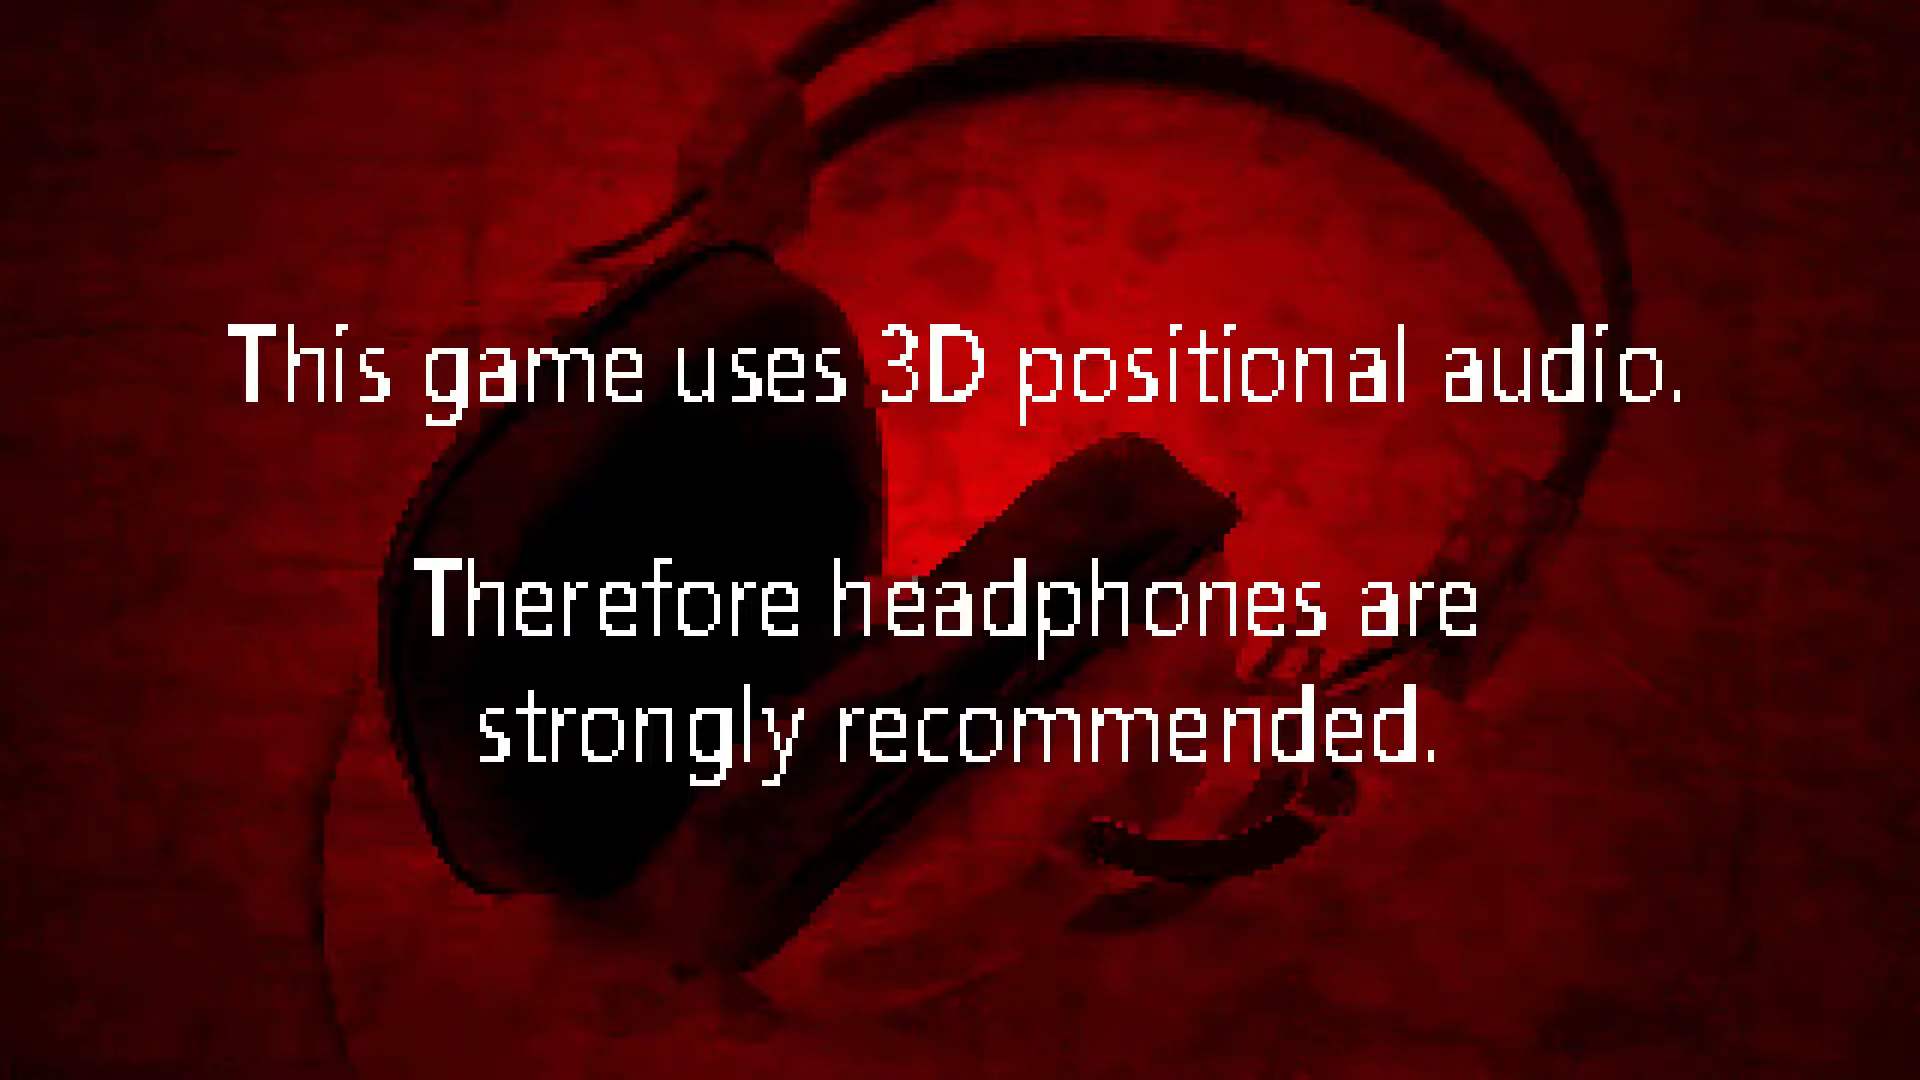 This game uses 3D positional audio.
Therefore headphones are
strongly recommended.